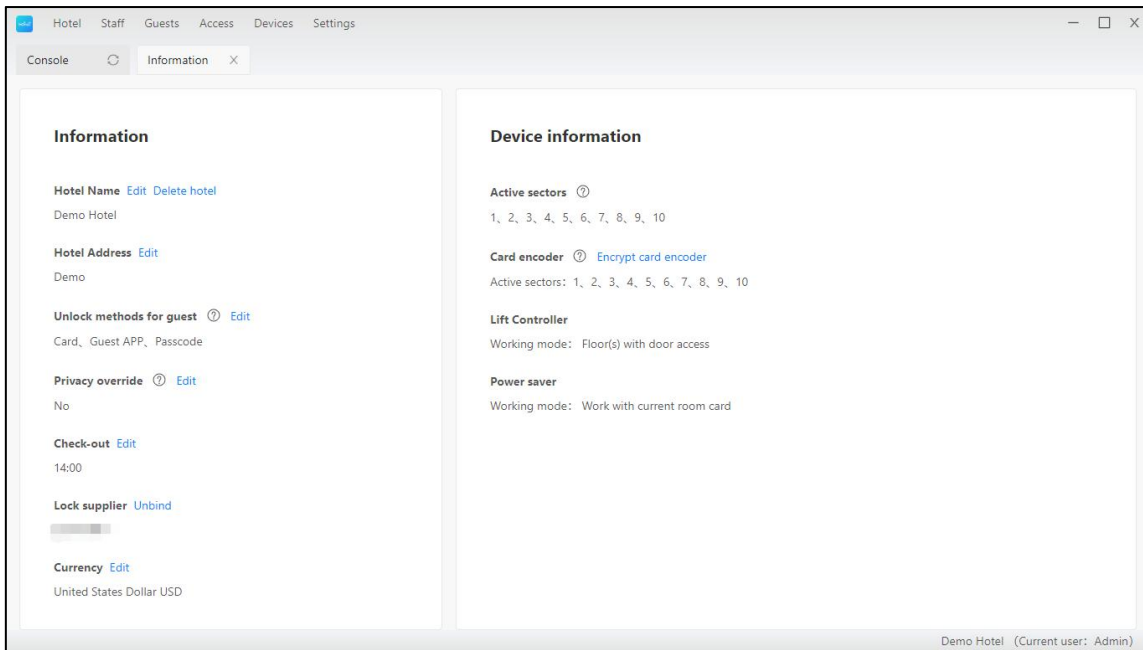 Hotel Staff Guests Access Devices Settings
Console Information
Information
Hotel Name Edit Delete hotel
Demo Hotel
Hotel Address Edit
Demo
Unlock methods for guest ? Edit
Card、Guest APP、Passcode
Privacy override ? Edit
No
Check-out Edit
14:00
Lock supplier Unbind
Currency Edit
United States Dollar USD
Device information
Active sectors ?
1、2、3、4、5、6、7、8、9、10
Card encoder ? Encrypt card encoder
Active sectors：1、2、3、4、5、6、7、8、9、10
Lift Controller
Working mode： Floor(s) with door access
Power saver
Working mode： Work with current room card
Demo Hotel （Current user：Admin）